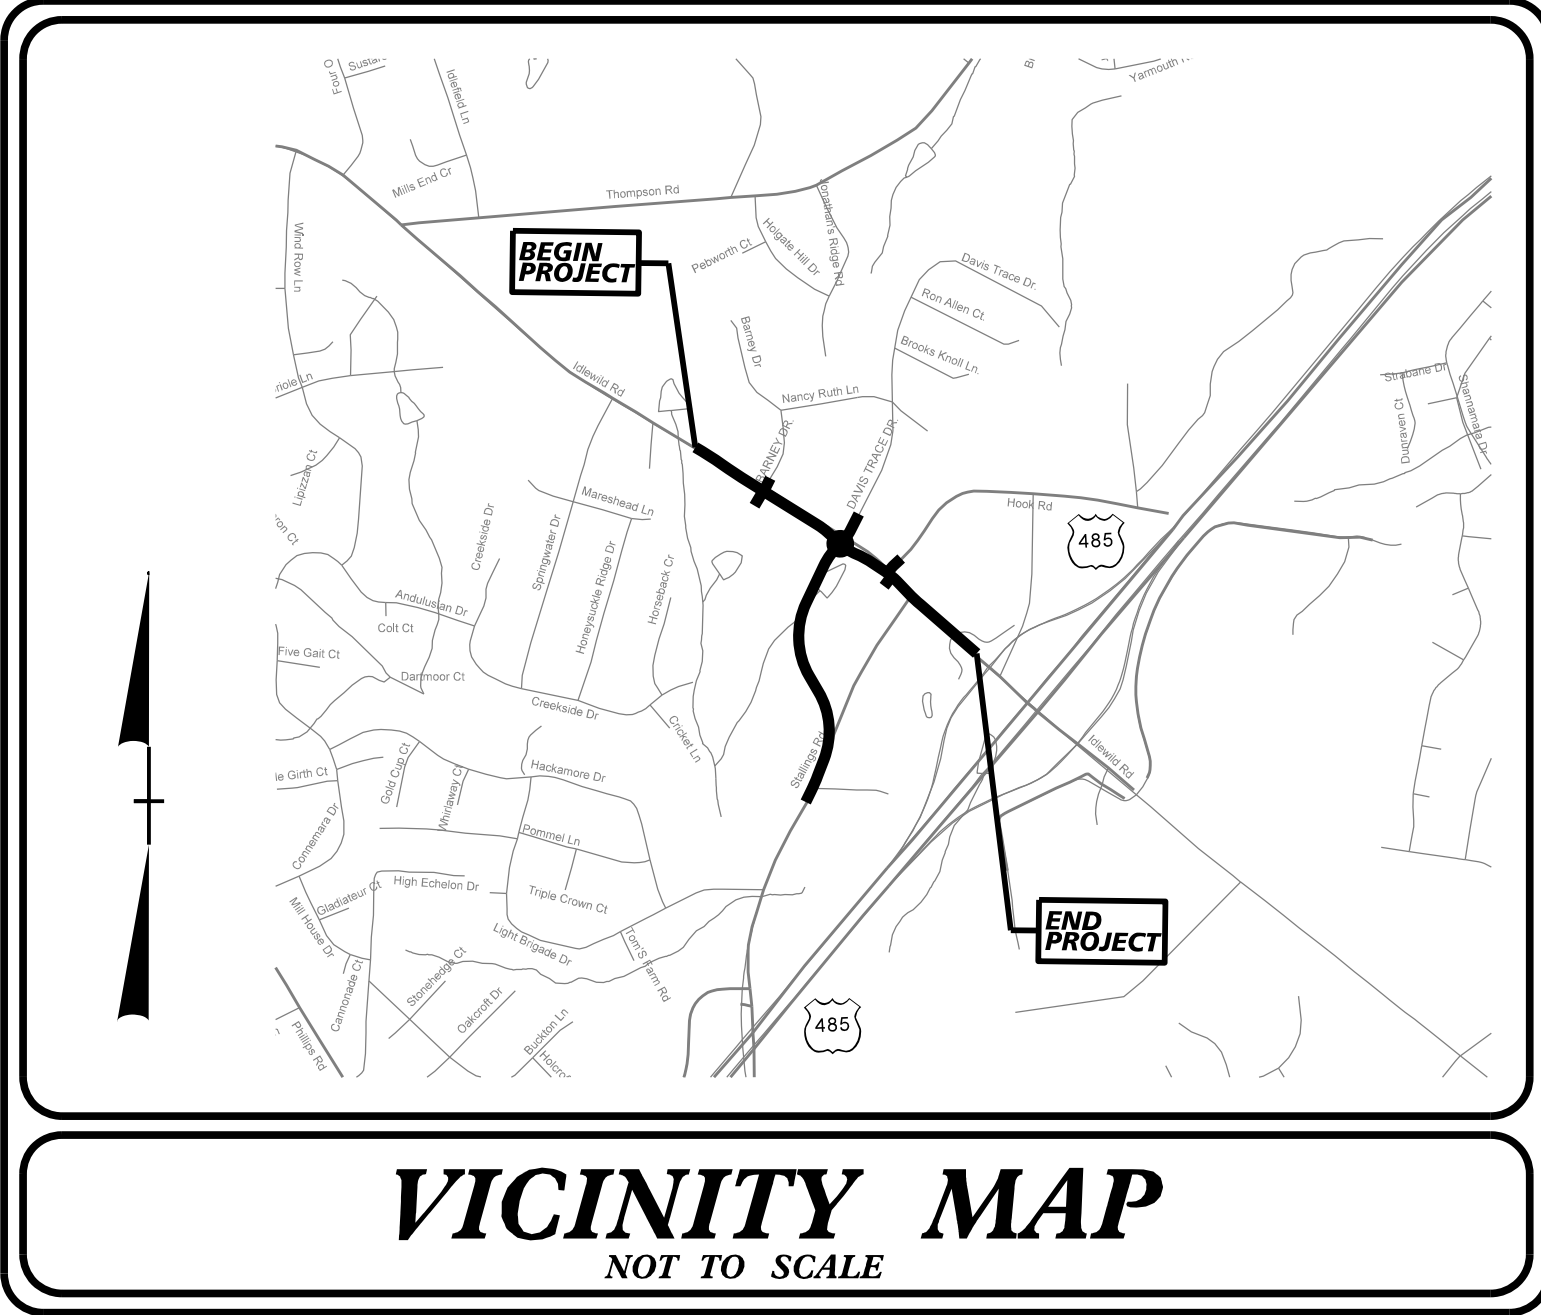 Four O
Idlefield Ln
Mills End Cr
Thompson Rd
Jonathan's Ridge Rd
Wind Row Ln
BEGIN
PROJECT
Pebworth Ct
Holgate Hill Dr
Davis Trace Dr.
Ron Allen Ct.
Brooks Knoll Ln.
Barney Dr
Idlewild Rd
Nancy Ruth Ln
Strabane Dr
Shannamara Dr
Dunraven Ct
BARNEY DR.
DAVIS TRACE DR.
Lipizzan Ct
Mareshead Ln
Hook Rd
485
Creekside Dr
Springwater Dr
Honeysuckle Ridge Dr
Horseback Cr
Andulusian Dr
Colt Ct
Five Gait Ct
Dartmoor Ct
Creekside Dr
Cricket Ln
Stallings Rd
Idlewild Rd
Girth Ct
Gold Cup Ct
Whirlaway Ct
Hackamore Dr
Connemara Dr
Pommel Ln
High Echelon Dr
Gladiateur Ct
Triple Crown Ct
Mill House Dr
Light Brigade Dr
Tom'S Farm Rd
END
PROJECT
Cannonade Ct
Stonehedge Ct
Oakcroft Dr
Buckton Ln
Phillips Rd
485
VICINITY MAP
NOT TO SCALE